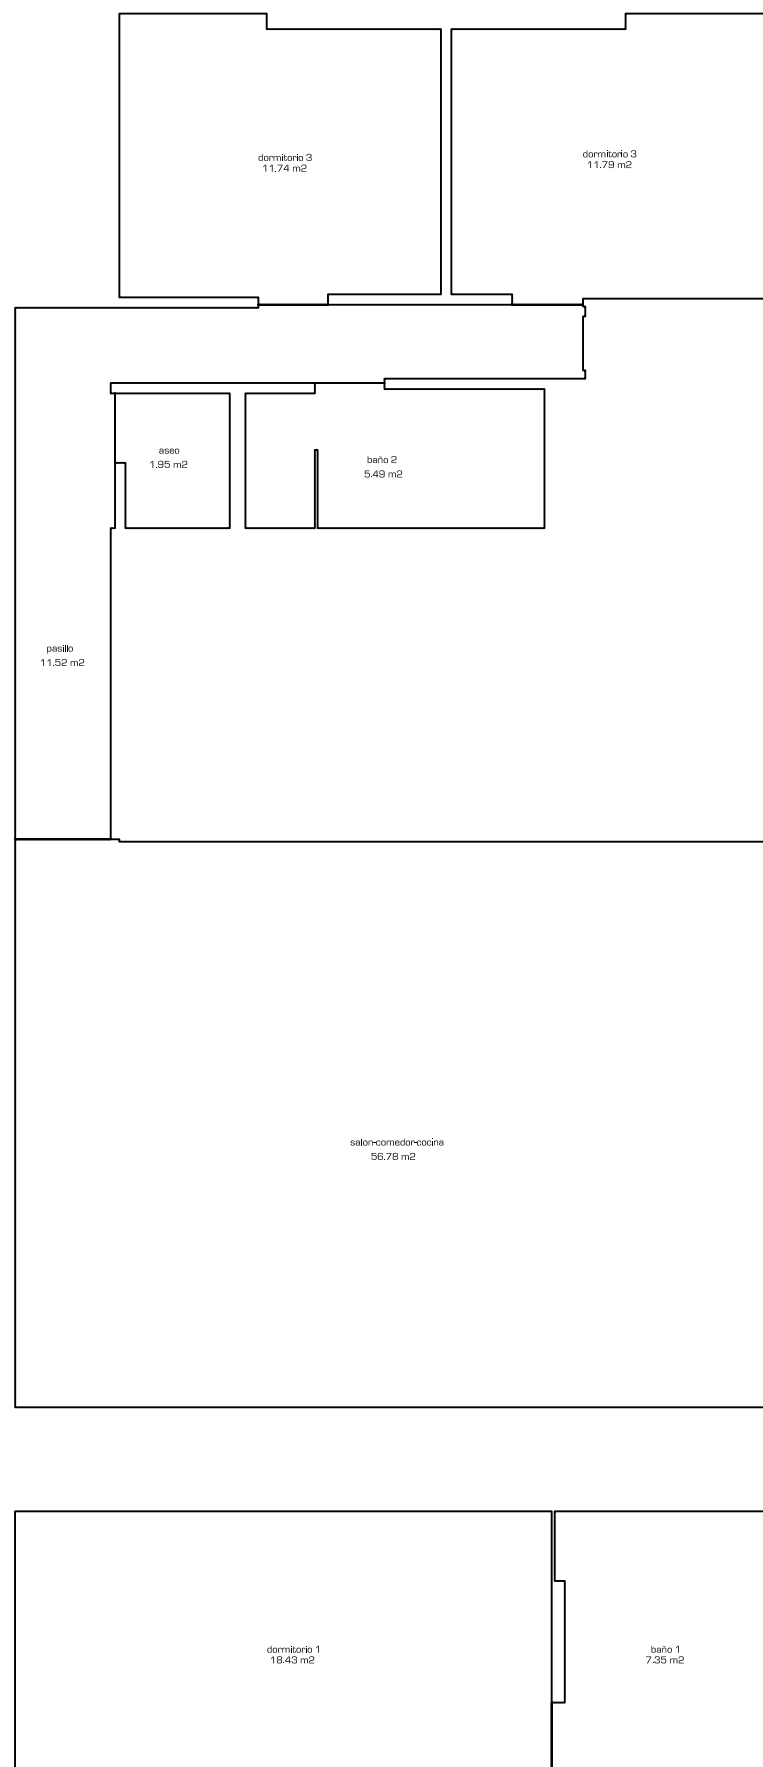 dormitorio 3
11.74 m2
dormitorio 3
11.79 m2
aseo
1.95 m2
baño 2
5.49 m2
pasillo
11.52 m2
salon-comedor-cocina
56.78 m2
dormitorio 1
18.43 m2
baño 1
7.35 m2